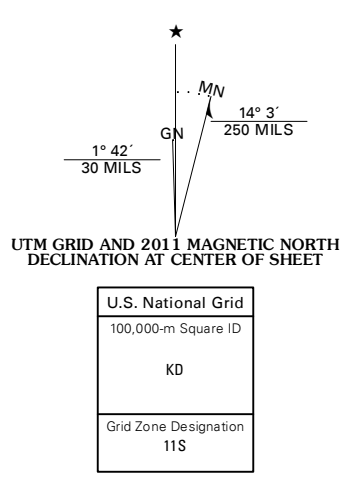 ★
MN
14° 3´
250 MILS
GN
1° 42´
30 MILS
UTM GRID AND 2011 MAGNETIC NORTH
DECLINATION AT CENTER OF SHEET
U.S. National Grid
100,000-m Square ID
KD
Grid Zone Designation
11S